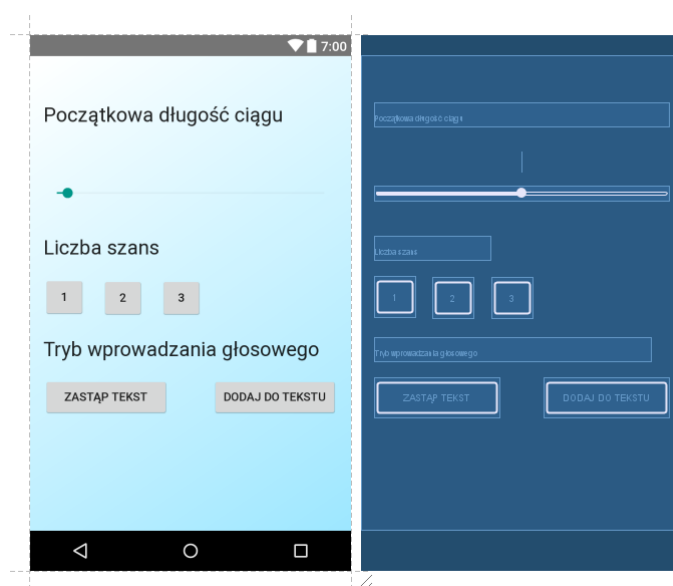 7:00
Początkowa długość ciągu
Liczba szans
1 2 3
Tryb wprowadzania głosowego
ZASTĄP TEKST DODAJ DO TEKSTU
Początkowa długość ciągu
Liczba szans
1 2 3
Tryb wprowadzania głosowego
ZASTĄP TEKST DODAJ DO TEKSTU